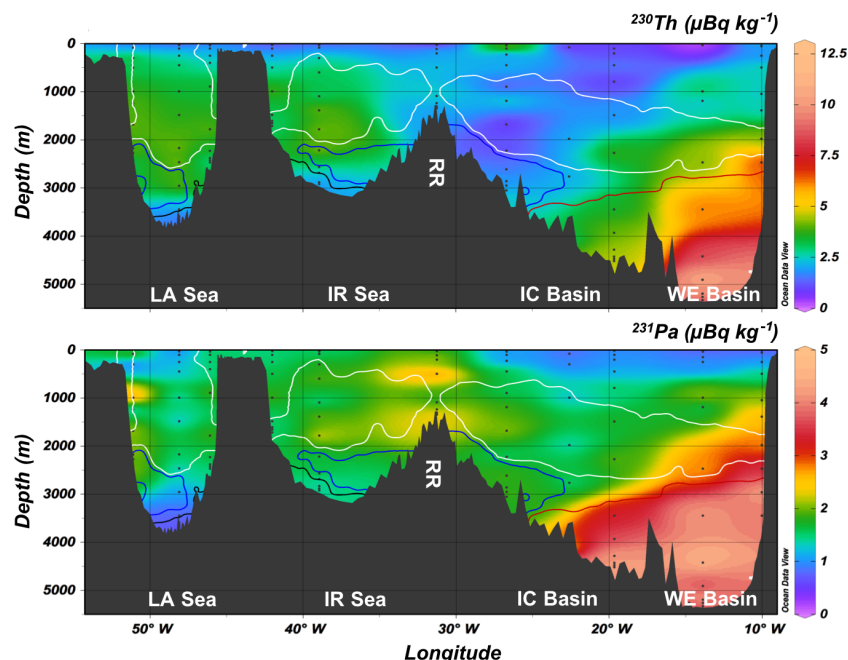 ²³⁰Th (µBq kg⁻¹)
0
1000
2000
3000
4000
5000
Depth (m)
RR
LA Sea
IR Sea
IC Basin
WE Basin
Ocean Data View
12.5
10
7.5
5
2.5
0
²³¹Pa (µBq kg⁻¹)
0
1000
2000
3000
4000
5000
Depth (m)
RR
LA Sea
IR Sea
IC Basin
WE Basin
Ocean Data View
5
4
3
2
1
0
50° W
40° W
30° W
20° W
10° W
Longitude